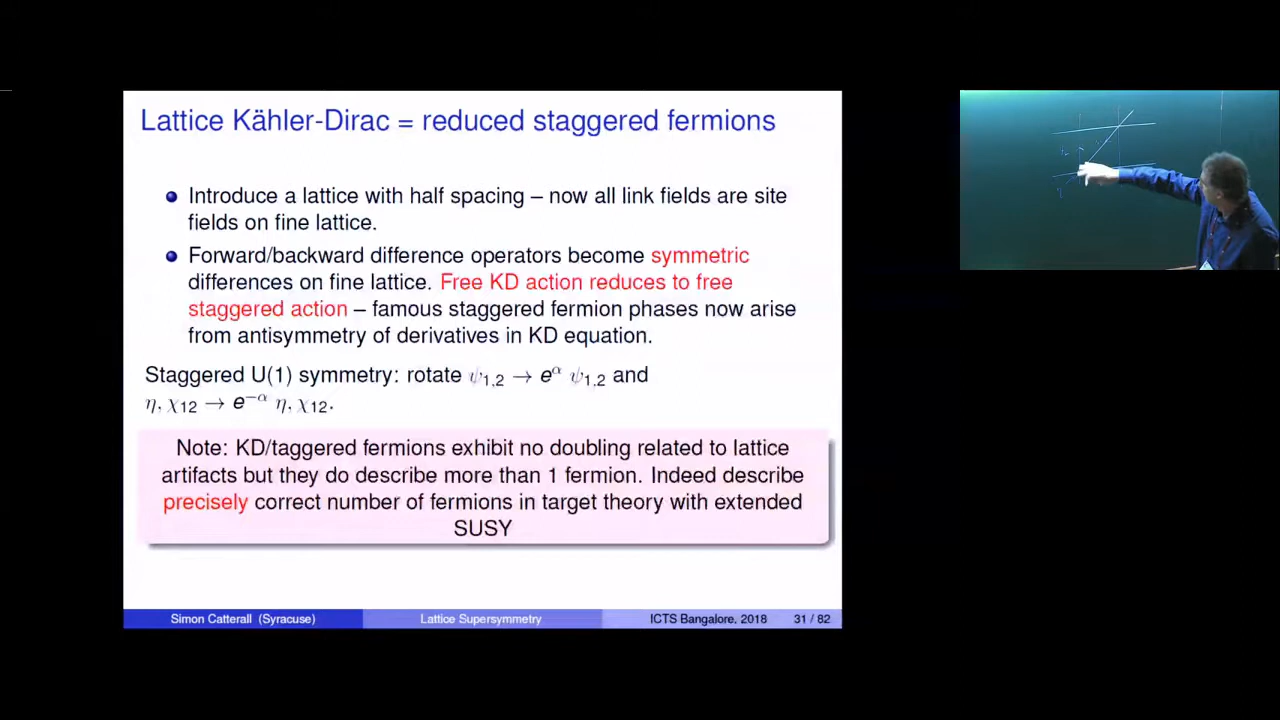 Lattice Kähler-Dirac = reduced staggered fermions
Introduce a lattice with half spacing – now all link fields are site
fields on fine lattice.
Forward/backward difference operators become symmetric
differences on fine lattice. Free KD action reduces to free
staggered action – famous staggered fermion phases now arise
from antisymmetry of derivatives in KD equation.
Staggered U(1) symmetry: rotate ψ₁,₂ → e^α ψ₁,₂ and
η, χ₁₂ → e^−α η, χ₁₂.
Note: KD/taggered fermions exhibit no doubling related to lattice
artifacts but they do describe more than 1 fermion. Indeed describe
precisely correct number of fermions in target theory with extended
SUSY
Simon Catterall (Syracuse) Lattice Supersymmetry ICTS Bangalore, 2018 31 / 82